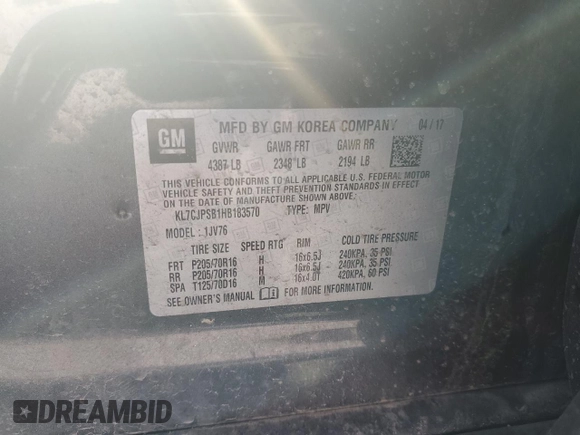 GM
MFD BY GM KOREA COMPANY 04 / 17
GVWR GAWR FRT GAWR RR
4387 LB 2348 LB 2194 LB
THIS VEHICLE CONFORMS TO ALL APPLICABLE U.S. FEDERAL MOTOR
VEHICLE SAFETY AND THEFT PREVENTION STANDARDS IN EFFECT
ON THE DATE OF MANUFACTURE SHOWN ABOVE.
KL7CJPSB1HB183570 TYPE: MPV
MODEL: 1JV76
TIRE SIZE SPEED RTG RIM COLD TIRE PRESSURE
FRT P205/70R16 H 16x6.5J 240KPA, 35 PSI
RR P205/70R16 H 16x6.5J 240KPA, 35 PSI
SPA T125/70D16 M 16x4.0T 420KPA, 60 PSI
SEE OWNER'S MANUAL FOR MORE INFORMATION.
DREAMBID